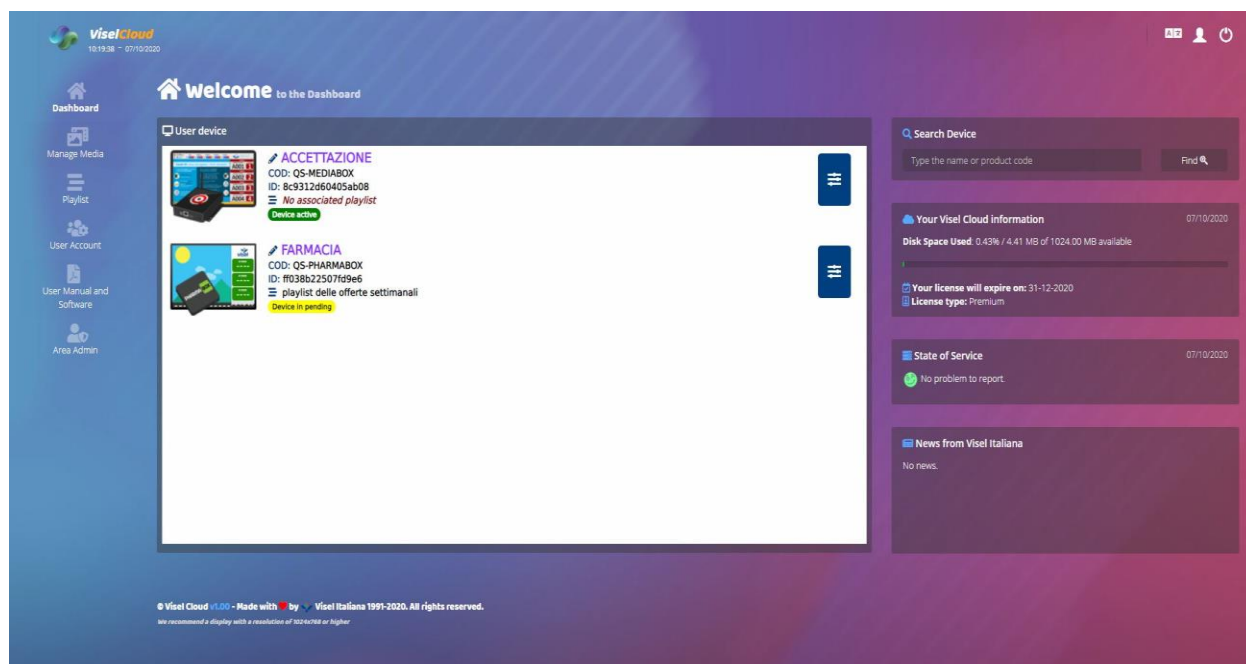 ViselCloud
10:19:38 - 07/10/2020
Dashboard
Manage Media
Playlist
User Account
User Manual and
Software
Area Admin
Welcome to the Dashboard
User device
ACCETTAZIONE
COD: QS-MEDIABOX
ID: 8c9312d60405ab08
No associated playlist
Device active
FARMACIA
COD: QS-PHARMABOX
ID: ff038b22507fd9e6
playlist delle offerte settimanali
Device in pending
Search Device
Type the name or product code
Find
Your Visel Cloud information
07/10/2020
Disk Space Used: 0.43% / 4.41 MB of 1024.00 MB available
Your license will expire on: 31-12-2020
License type: Premium
State of Service
07/10/2020
No problem to report.
News from Visel Italiana
No news.
© Visel Cloud v1.00 - Made with by Visel Italiana 1991-2020. All rights reserved.
We recommend a display with a resolution of 1024x768 or higher